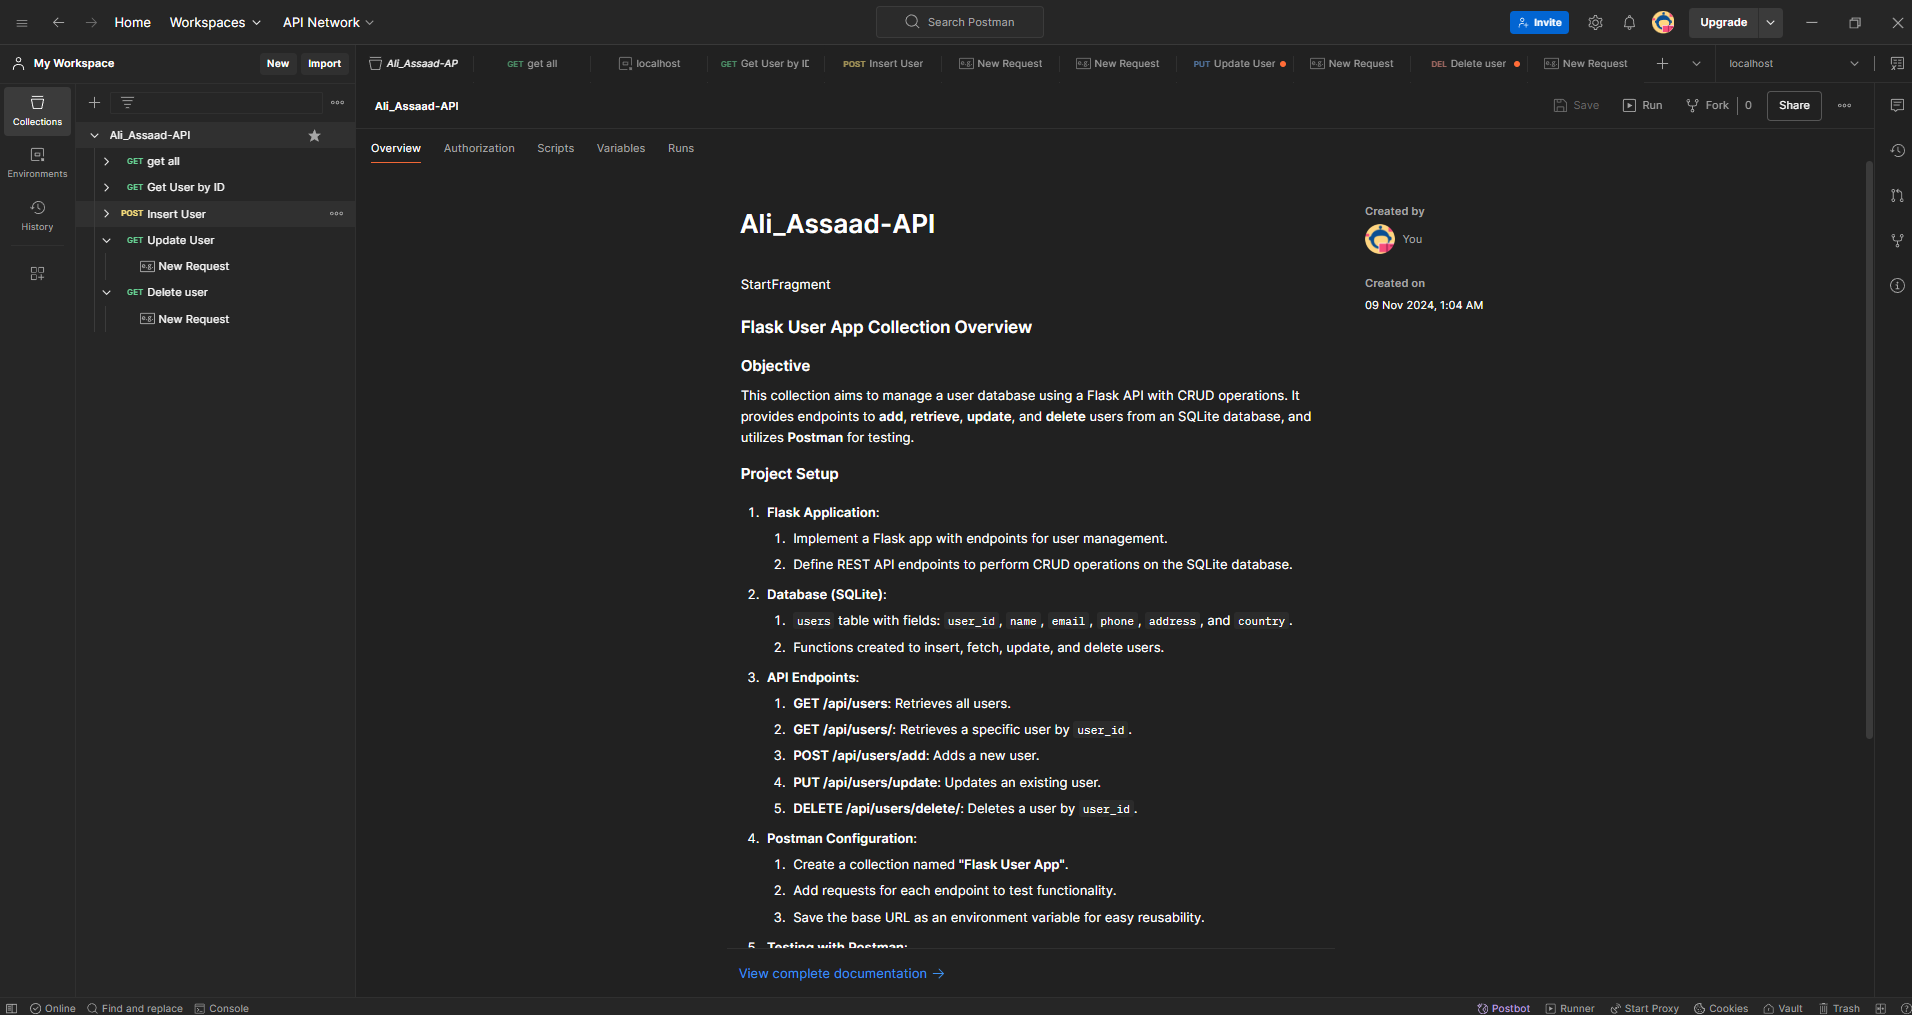 Home Workspaces API Network Search Postman Invite Upgrade
My Workspace New Import
Ali_Assaad-AP GET get all localhost GET Get User by ID POST Insert User e.g. New Request e.g. New Request PUT Update User e.g. New Request DEL Delete user e.g. New Request localhost
Collections
Environments
History
Ali_Assaad-API
GET get all
GET Get User by ID
POST Insert User
GET Update User
e.g. New Request
GET Delete user
e.g. New Request
Ali_Assaad-API Save Run Fork 0 Share
Overview Authorization Scripts Variables Runs
Ali_Assaad-API
StartFragment
Flask User App Collection Overview
Objective
This collection aims to manage a user database using a Flask API with CRUD operations. It
provides endpoints to add, retrieve, update, and delete users from an SQLite database, and
utilizes Postman for testing.
Project Setup
1. Flask Application:
1. Implement a Flask app with endpoints for user management.
2. Define REST API endpoints to perform CRUD operations on the SQLite database.
2. Database (SQLite):
1. users table with fields: user_id, name, email, phone, address, and country.
2. Functions created to insert, fetch, update, and delete users.
3. API Endpoints:
1. GET /api/users: Retrieves all users.
2. GET /api/users/: Retrieves a specific user by user_id.
3. POST /api/users/add: Adds a new user.
4. PUT /api/users/update: Updates an existing user.
5. DELETE /api/users/delete/: Deletes a user by user_id.
4. Postman Configuration:
1. Create a collection named "Flask User App".
2. Add requests for each endpoint to test functionality.
3. Save the base URL as an environment variable for easy reusability.
5. Testing with Postman:
View complete documentation →
Created by
You
Created on
09 Nov 2024, 1:04 AM
Online Find and replace Console Postbot Runner Start Proxy Cookies Vault Trash